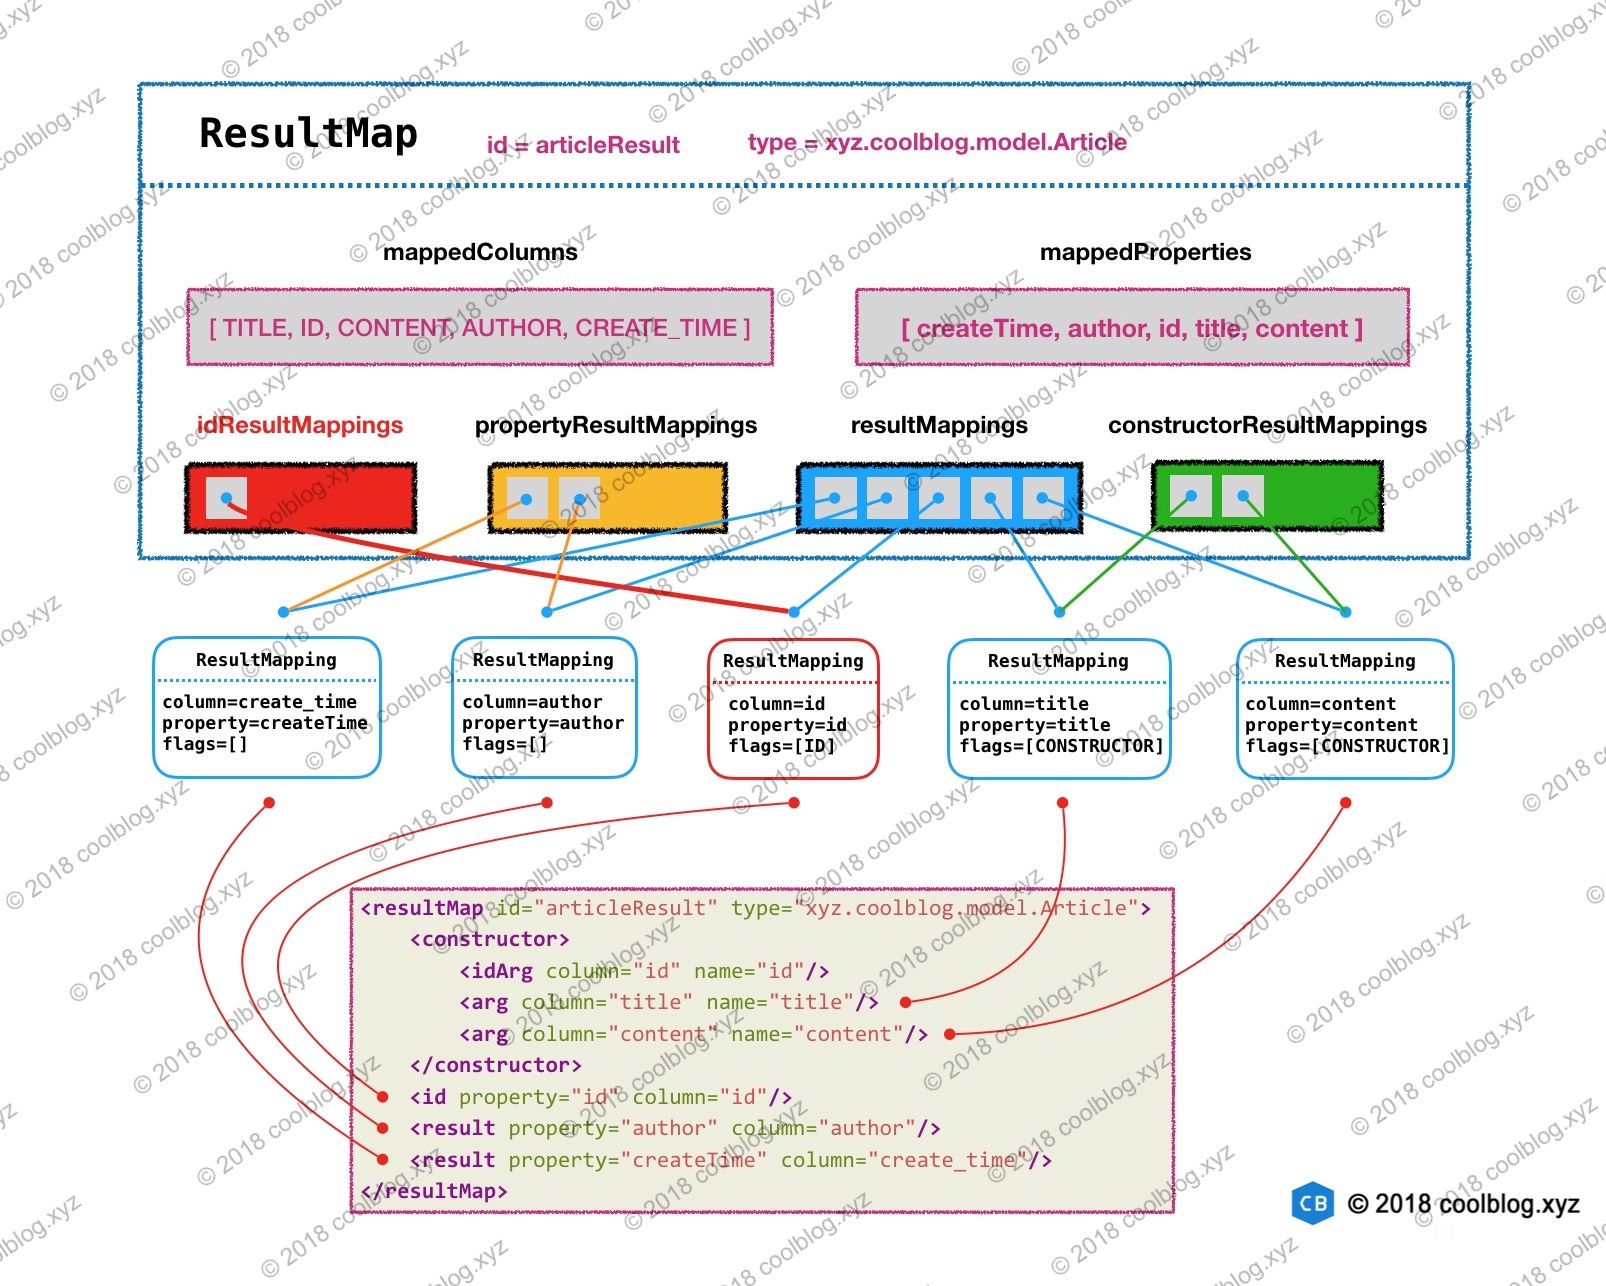 ResultMap id = articleResult type = xyz.coolblog.model.Article
mappedColumns mappedProperties
[ TITLE, ID, CONTENT, AUTHOR, CREATE_TIME ] [ createTime, author, id, title, content ]
idResultMappings propertyResultMappings resultMappings constructorResultMappings
ResultMapping
column=create_time
property=createTime
flags=[]
ResultMapping
column=author
property=author
flags=[]
ResultMapping
column=id
property=id
flags=[ID]
ResultMapping
column=title
property=title
flags=[CONSTRUCTOR]
ResultMapping
column=content
property=content
flags=[CONSTRUCTOR]
<resultMap id="articleResult" type="xyz.coolblog.model.Article">
<constructor>
<idArg column="id" name="id"/>
<arg column="title" name="title"/>
<arg column="content" name="content"/>
</constructor>
<id property="id" column="id"/>
<result property="author" column="author"/>
<result property="createTime" column="create_time"/>
</resultMap>
CB © 2018 coolblog.xyz
© 2018 coolblog.xyz